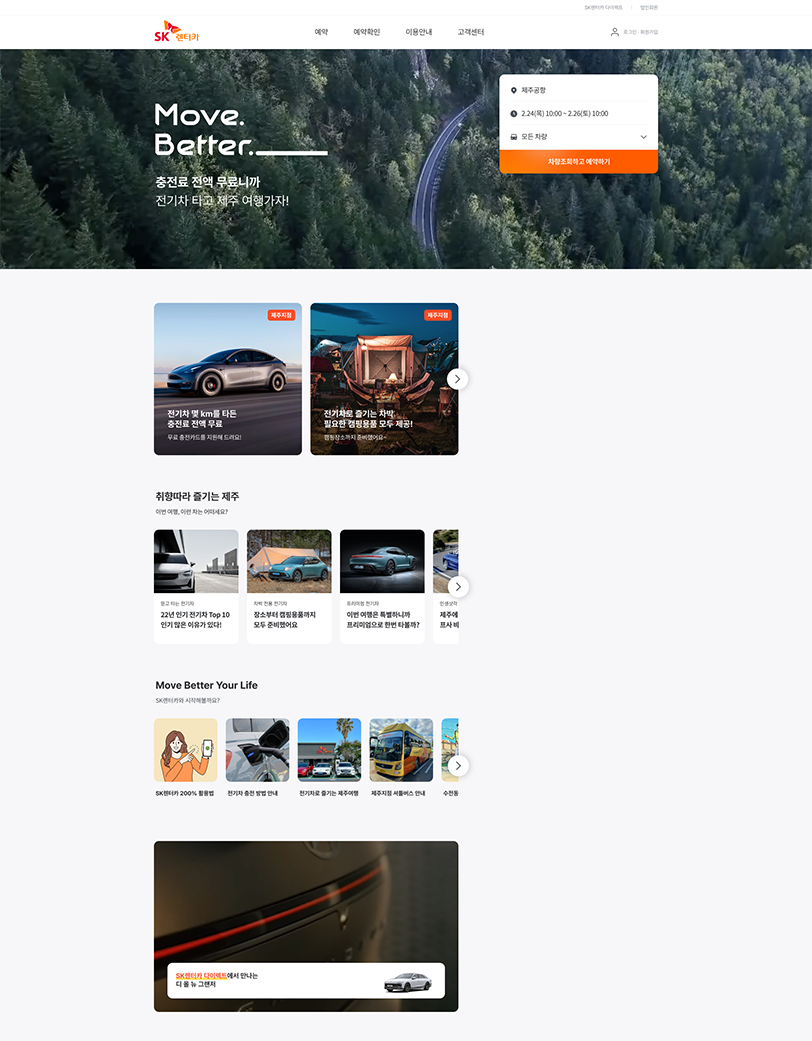 SK렌터카 다이렉트 | 법인회원
SK 렌터카
예약 예약확인 이용안내 고객센터
로그인 · 회원가입
Move.
Better.
충전료 전액 무료니까
전기차 타고 제주 여행가자!
제주공항
2.24(목) 10:00 ~ 2.26(토) 10:00
모든 차량
차량조회하고 예약하기
제주지점
전기차 몇 km를 타든
충전료 전액 무료
무료 충전카드를 지원해 드려요!
제주지점
전기차로 즐기는 차박
필요한 캠핑용품 모두 제공!
캠핑장소까지 준비했어요~
취향따라 즐기는 제주
이번 여행, 이런 차는 어떠세요?
믿고 타는 전기차
22년 인기 전기차 Top 10
인기 많은 이유가 있다!
차박 전용 전기차
장소부터 캠핑용품까지
모두 준비했어요
프리미엄 전기차
이번 여행은 특별하니까
프리미엄으로 한번 타볼까?
인생샷각
제주에
프사 바
Move Better Your Life
SK렌터카와 시작해볼까요?
SK렌터카 200% 활용법
전기차 충전 방법 안내
전기차로 즐기는 제주여행
제주지점 셔틀버스 안내
수전동
SK렌터카 다이렉트에서 만나는
디 올 뉴 그랜저